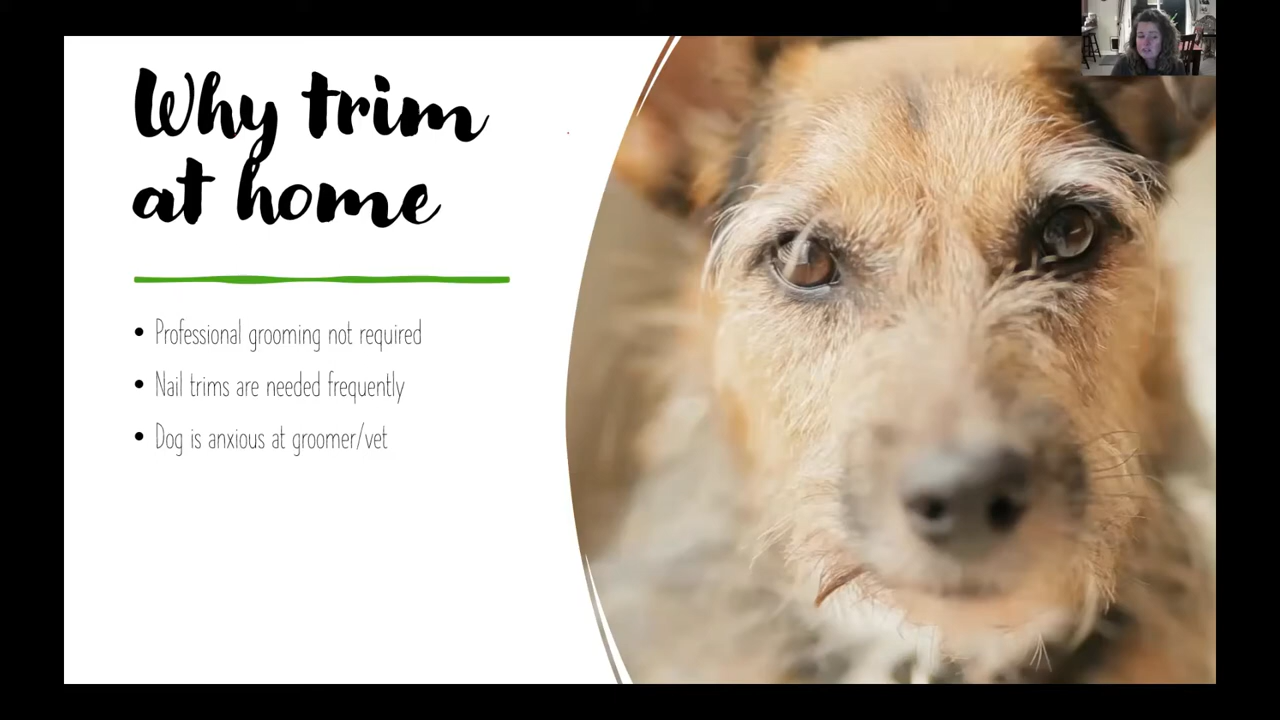 Why trim
at home
• Professional grooming not required
• Nail trims are needed frequently
• Dog is anxious at groomer/vet